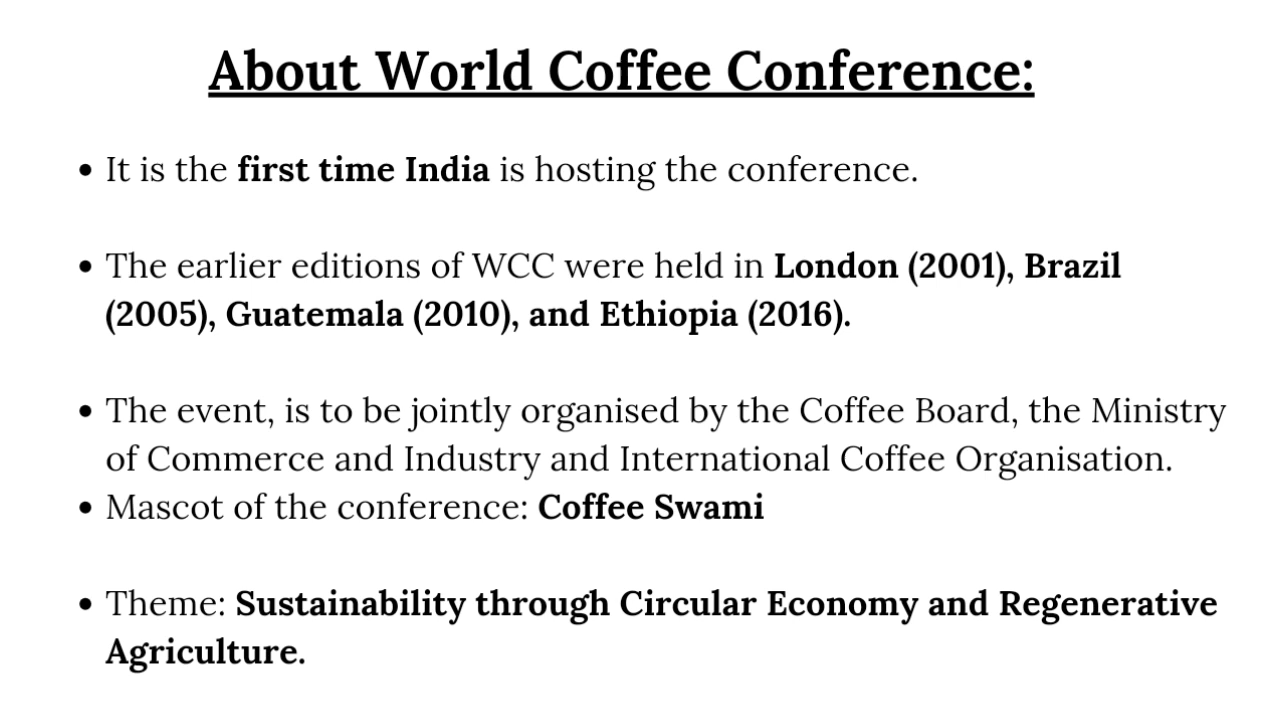 About World Coffee Conference:
• It is the first time India is hosting the conference.
• The earlier editions of WCC were held in London (2001), Brazil
(2005), Guatemala (2010), and Ethiopia (2016).
• The event, is to be jointly organised by the Coffee Board, the Ministry
of Commerce and Industry and International Coffee Organisation.
• Mascot of the conference: Coffee Swami
• Theme: Sustainability through Circular Economy and Regenerative
Agriculture.